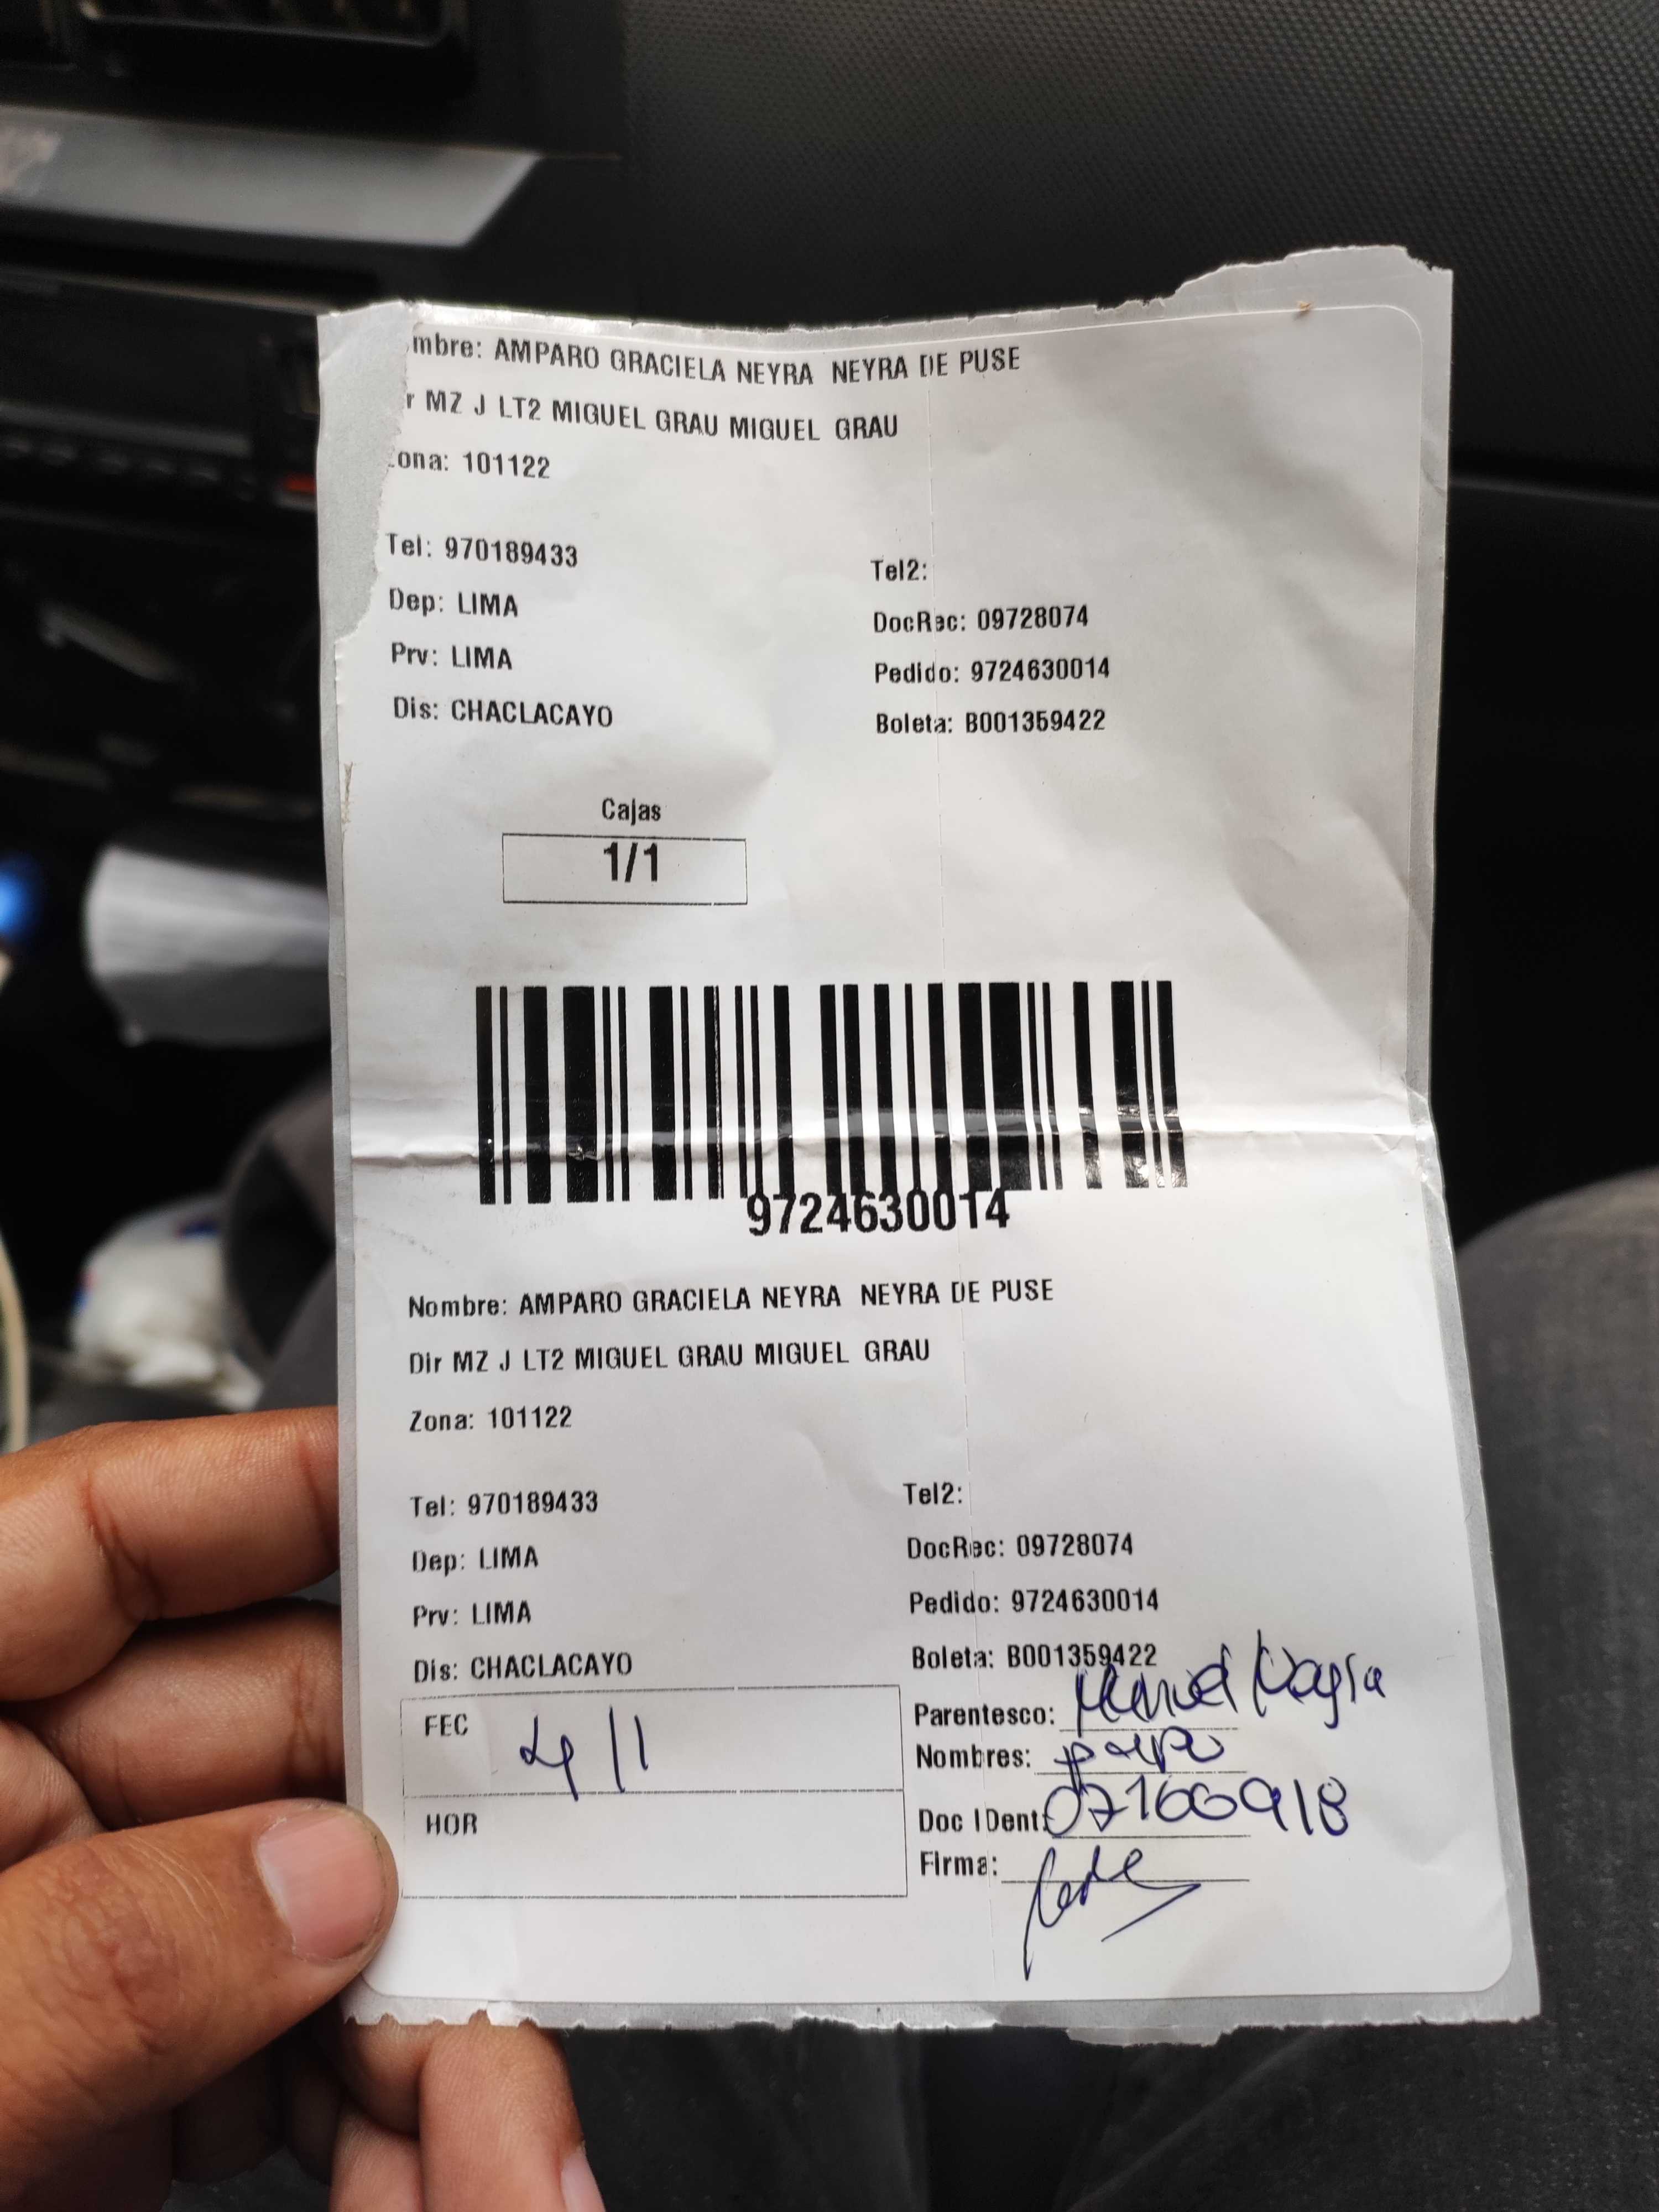 mbre: AMPARO GRACIELA NEYRA NEYRA DE PUSE
r MZ J LT2 MIGUEL GRAU MIGUEL GRAU
ona: 101122
Tel: 970189433
Tel2:
Dep: LIMA
DocRec: 09728074
Prv: LIMA
Pedido: 9724630014
Dis: CHACLACAYO
Boleta: B001359422
Cajas
1/1
9724630014
Nombre: AMPARO GRACIELA NEYRA NEYRA DE PUSE
Dir MZ J LT2 MIGUEL GRAU MIGUEL GRAU
Zona: 101122
Tel: 970189433
Tel2:
Dep: LIMA
DocRec: 09728074
Prv: LIMA
Pedido: 9724630014
Dis: CHACLACAYO
Boleta: B001359422
FEC 4/1
Parentesco:
Nombres:
HOR
Doc IDent:
Firma: